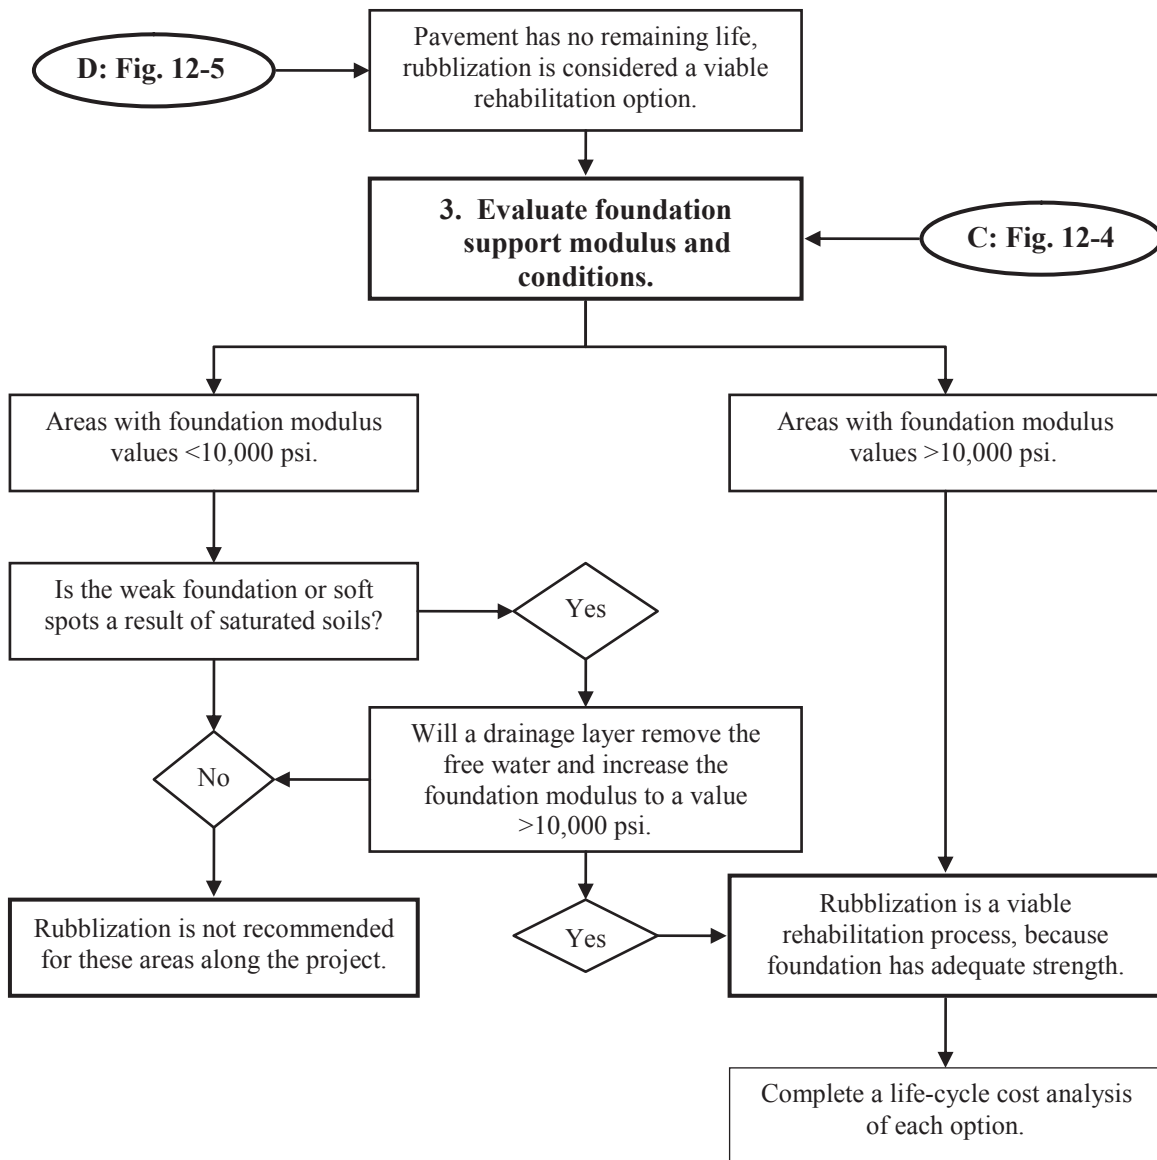 D: Fig. 12-5
Pavement has no remaining life,
rubblization is considered a viable
rehabilitation option.
3. Evaluate foundation
support modulus and
conditions.
C: Fig. 12-4
Areas with foundation modulus
values <10,000 psi.
Areas with foundation modulus
values >10,000 psi.
Is the weak foundation or soft
spots a result of saturated soils?
Yes
No
Will a drainage layer remove the
free water and increase the
foundation modulus to a value
>10,000 psi.
Rubblization is not recommended
for these areas along the project.
Yes
Rubblization is a viable
rehabilitation process, because
foundation has adequate strength.
Complete a life-cycle cost analysis
of each option.